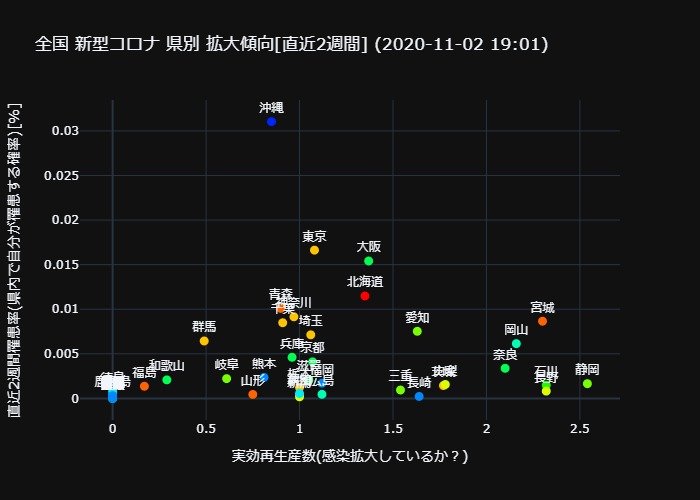 全国 新型コロナ 県別 拡大傾向[直近2週間] (2020-11-02 19:01)
直近2週間罹患率(県内で自分が罹患する確率)[%]
0.03
0.025
0.02
0.015
0.01
0.005
0
沖縄
東京
大阪
北海道
青森
神奈川
千葉
埼玉
愛知
宮城
岡山
群馬
兵庫
京都
奈良
滋賀
和歌山
岐阜
熊本
福島
山形
三重
長崎
石川
長野
静岡
0
0.5
1
1.5
2
2.5
実効再生産数(感染拡大しているか？)